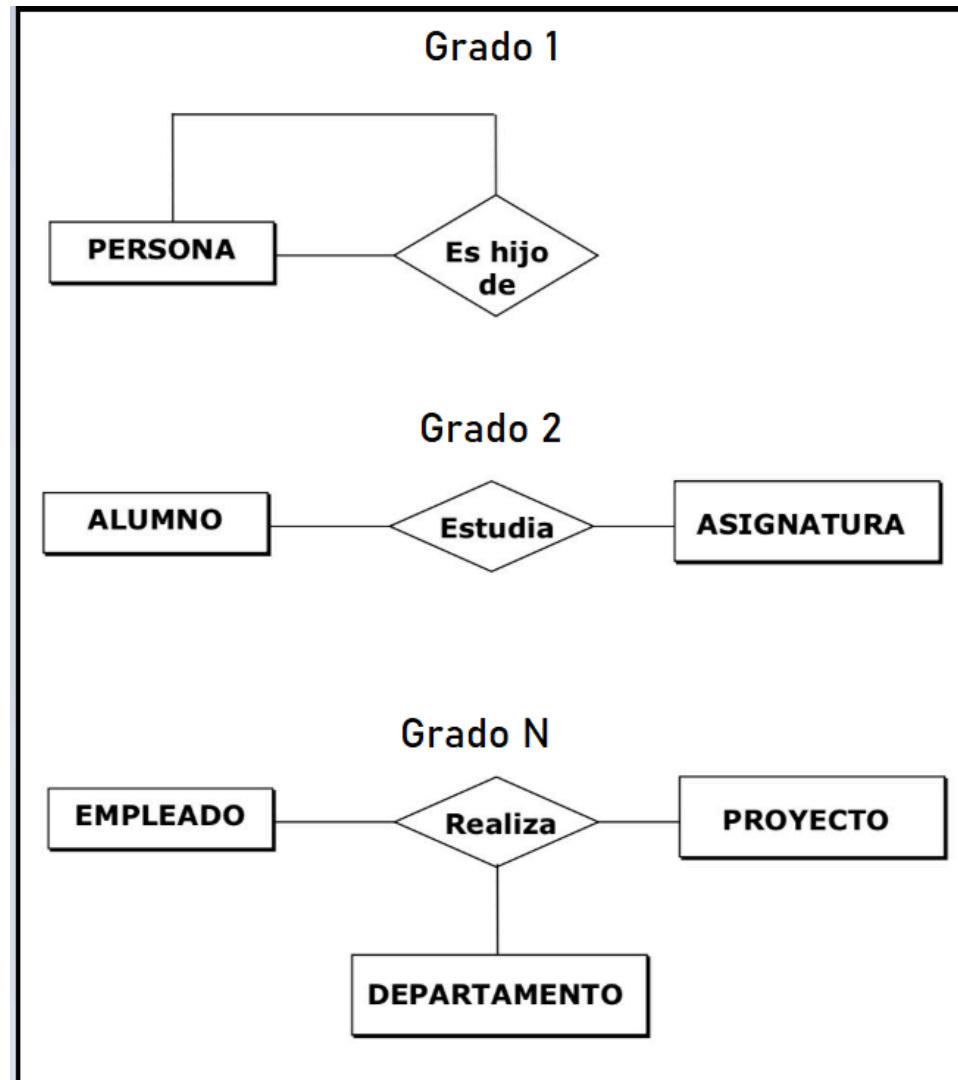 Grado 1
PERSONA
Es hijo
de
Grado 2
ALUMNO
Estudia
ASIGNATURA
Grado N
EMPLEADO
Realiza
PROYECTO
DEPARTAMENTO